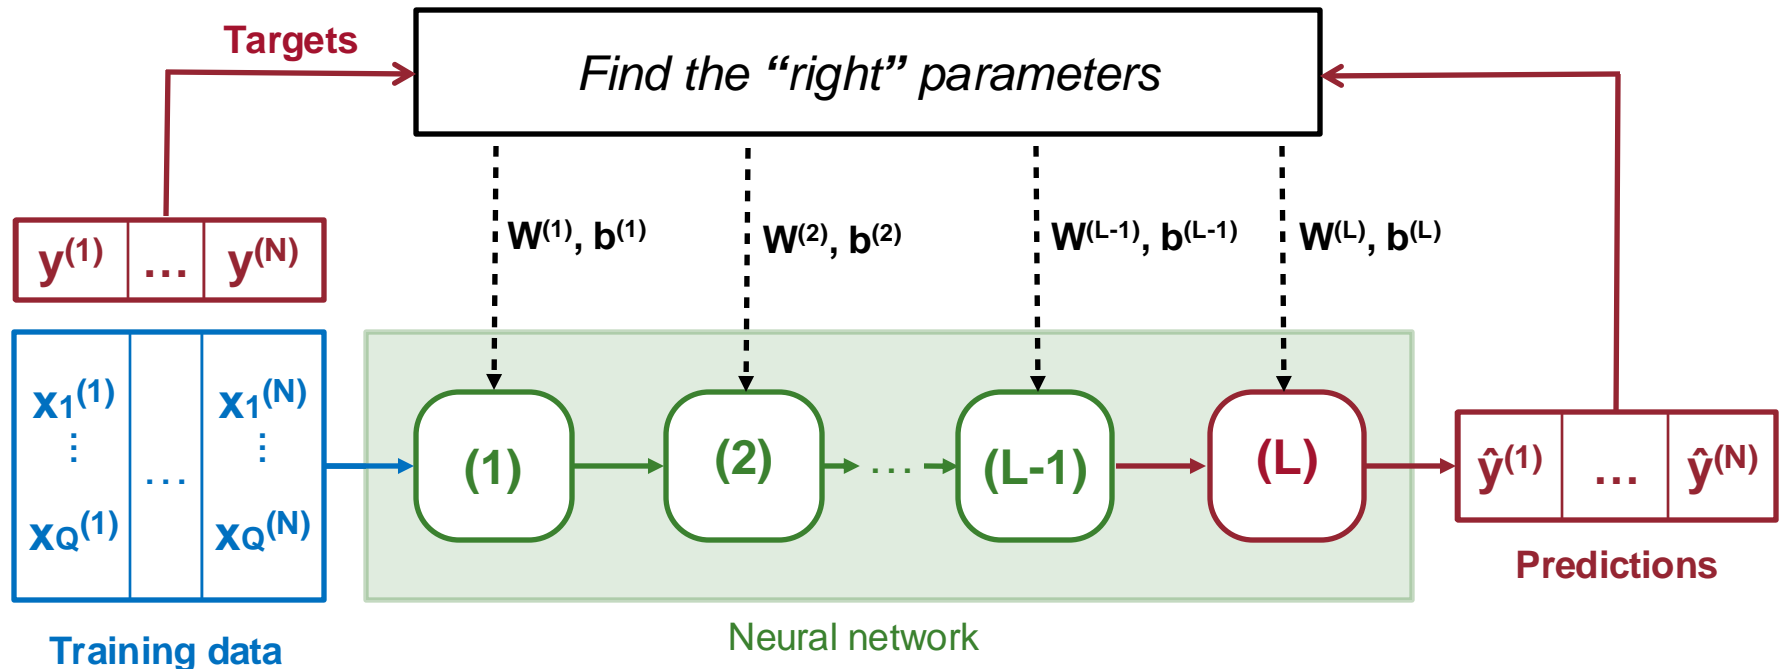 Targets
Find the “right” parameters
W⁽¹⁾, b⁽¹⁾
W⁽²⁾, b⁽²⁾
W⁽ᴸ⁻¹⁾, b⁽ᴸ⁻¹⁾
W⁽ᴸ⁾, b⁽ᴸ⁾
y⁽¹⁾ ... y⁽ᴺ⁾
x₁⁽¹⁾ x₁⁽ᴺ⁾
⋮ ... ⋮
xQ⁽¹⁾ xQ⁽ᴺ⁾
(1) (2) ... (L-1) (L)
ŷ⁽¹⁾ ... ŷ⁽ᴺ⁾
Predictions
Training data
Neural network